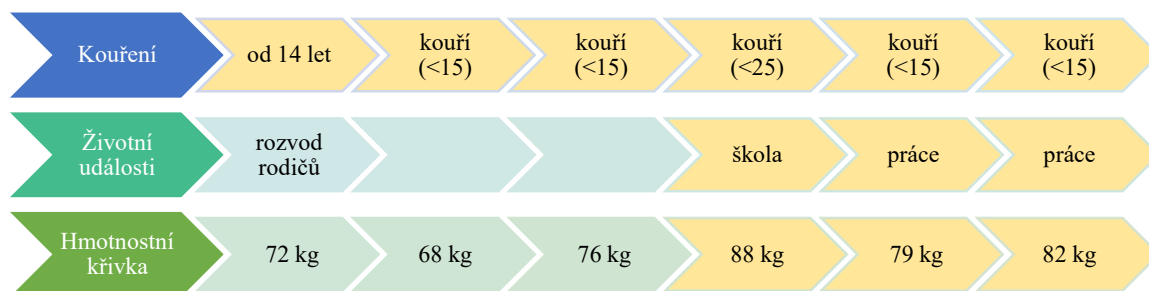 Kouření
od 14 let
kouří
(<15)
kouří
(<15)
kouří
(<25)
kouří
(<15)
kouří
(<15)
Životní
události
rozvod
rodičů
škola
práce
práce
Hmotnostní
křivka
72 kg
68 kg
76 kg
88 kg
79 kg
82 kg